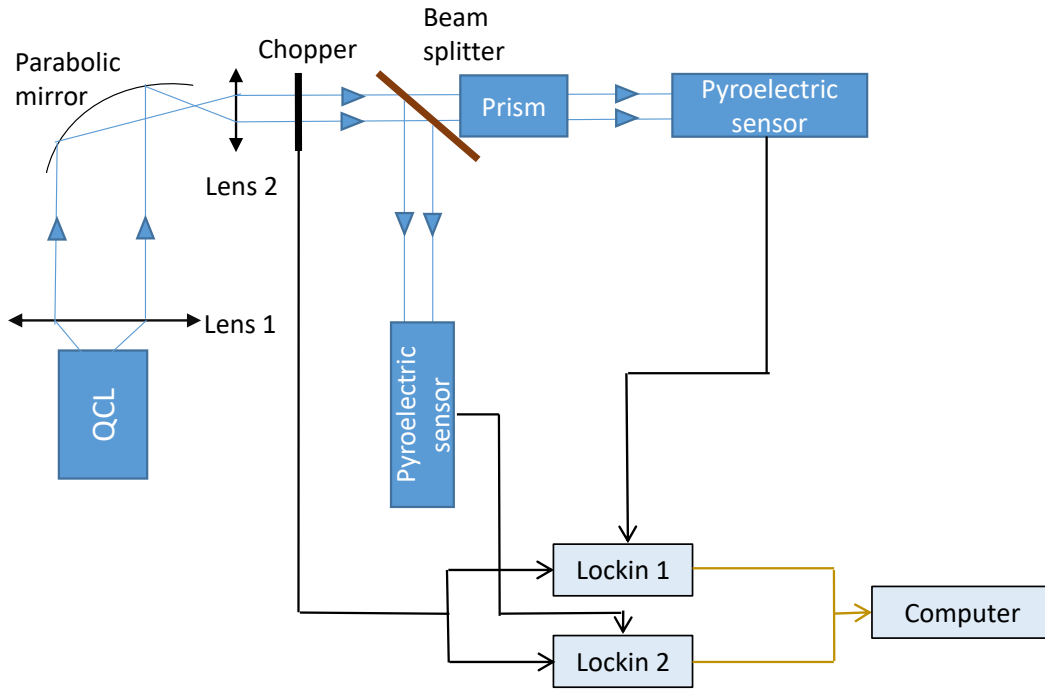 Beam
splitter
Chopper
Parabolic
mirror
Prism
Pyroelectric
sensor
Lens 2
Lens 1
QCL
Pyroelectric
sensor
Lockin 1
Computer
Lockin 2